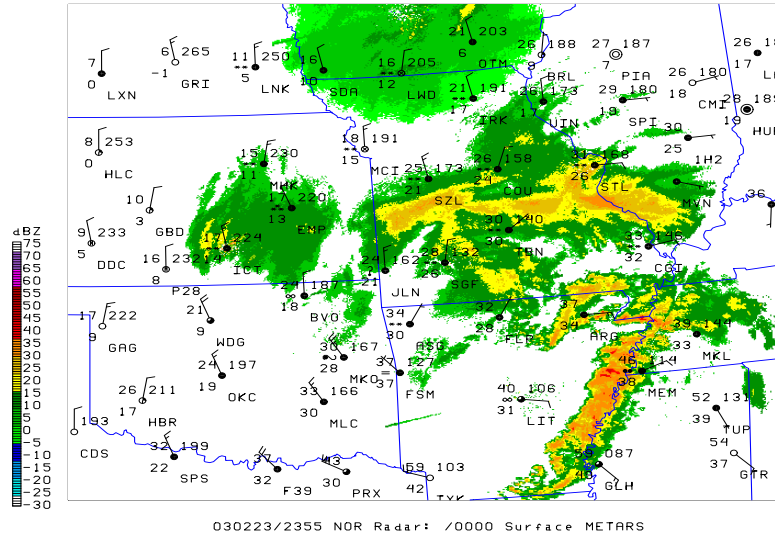 21 203
6
OTM
6 265
-1
GRI
11 250
** 5
LNK
7
0
LXN
16
10
SDA
16 205
** 12
LWD
26 188
8
BRL
27 187
7
PIA
26
17
21 191
** 17
IRK
26 173
17
UIN
29 180
19
SPI
26 180
18
CMI
28 189
19
HUF
8 253
0
HLC
18 191
15
MCI
15 230
** 11
MHK
25 173
** 21
SZL
26 158
COU
31 168
** 26
STL
30
25
1H2
10
3
GBD
17 220
** 13
EMP
MVN
36
9 233
5
DDC
16 232
8
P28
17 224
14
ICT
30 140
** 30
TBN
33 146
** 32
CGI
24 162
21
JLN
28 132
** 26
SGF
24 187
∞ 18
BVO
17 222
9
GAG
21
9
WDG
34
** 30
ASG
32
28
FLP
37
34
ARG
39 144
33
MKL
30 167
28
MKO
37 127
= 37
FSM
24 197
19
OKC
46 114
38
MEM
26 211
17
HBR
33 166
30
MLC
40 106
∞ 31
LIT
52 131
39
TUP
193
CDS
32 199
22
SPS
37
32
F39
43
30
PRX
59 103
42
TXK
59 087
GLH
54
37
GTR
dBZ
75
70
65
60
55
50
45
40
35
30
25
20
15
10
5
0
-5
-10
-15
-20
-25
-30
030223/2355 NOR Radar: /0000 Surface METARS